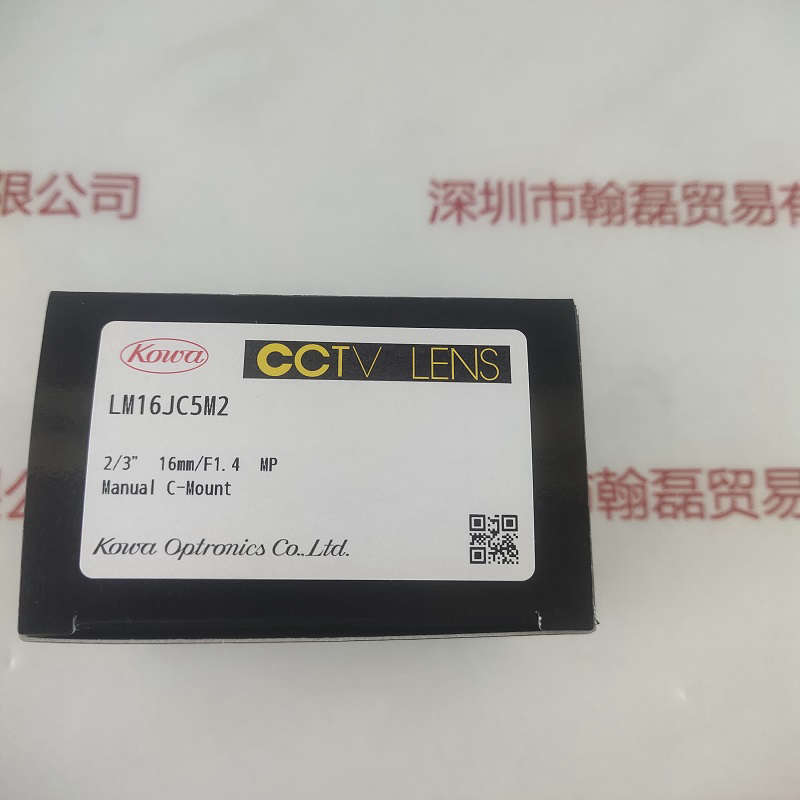 限公司
深圳市翰磊贸易有
Kowa
CCTV LENS
LM16JC5M2
2/3" 16mm/F1.4 MP
Manual C-Mount
Kowa Optronics Co.,Ltd.
市翰磊贸易